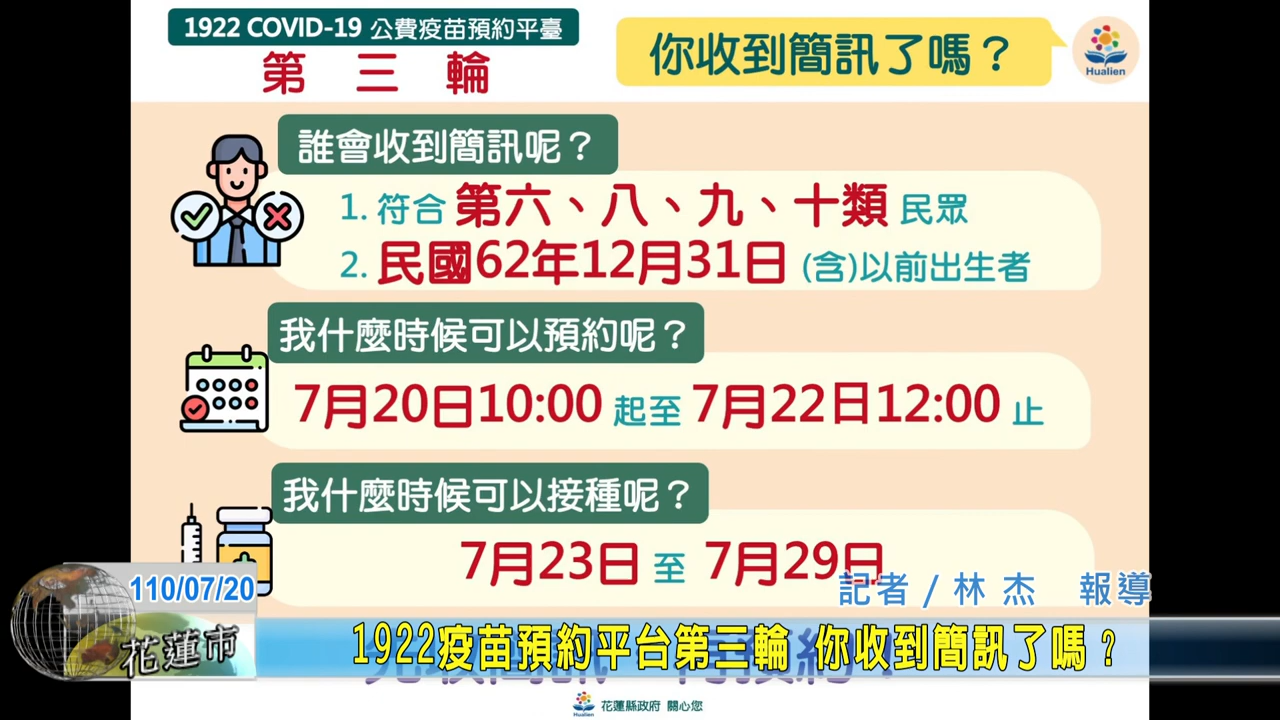 1922 COVID-19 公費疫苗預約平臺
第 三 輪
你收到簡訊了嗎？
Hualien
誰會收到簡訊呢？
1. 符合 第六、八、九、十類 民眾
2. 民國62年12月31日 (含)以前出生者
我什麼時候可以預約呢？
7月20日10:00 起至 7月22日12:00 止
我什麼時候可以接種呢？
7月23日 至 7月29日
記者／林 杰 報導
110/07/20
花蓮市
1922疫苗預約平台第三輪 你收到簡訊了嗎？
Hualien 花蓮縣政府 關心您